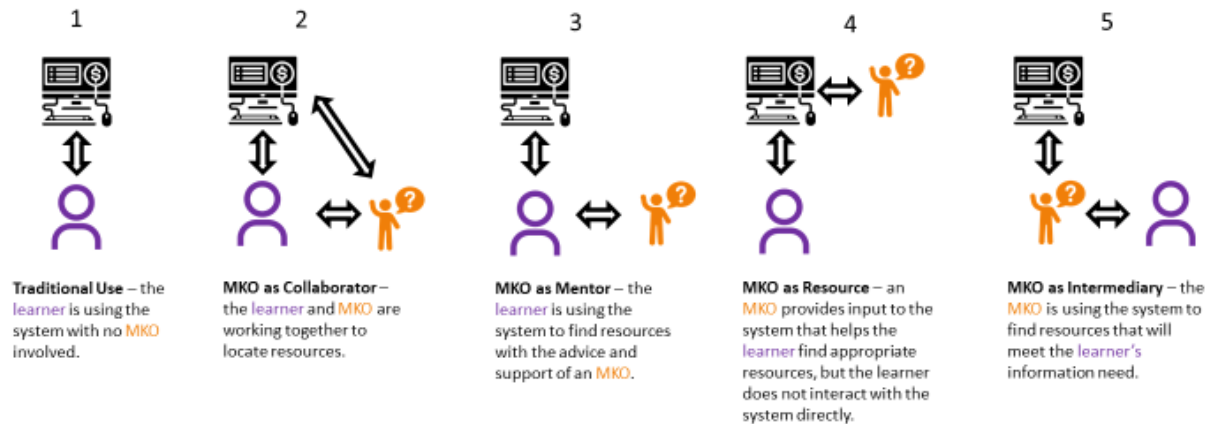 1
2
3
4
5
$
$
$
$
$
?
?
?
?
Traditional Use – the
learner is using the
system with no MKO
involved.
MKO as Collaborator –
the learner and MKO are
working together to
locate resources.
MKO as Mentor – the
learner is using the
system to find resources
with the advice and
support of an MKO.
MKO as Resource – an
MKO provides input to the
system that helps the
learner find appropriate
resources, but the learner
does not interact with the
system directly.
MKO as Intermediary – the
MKO is using the system to
find resources that will
meet the learner's
information need.